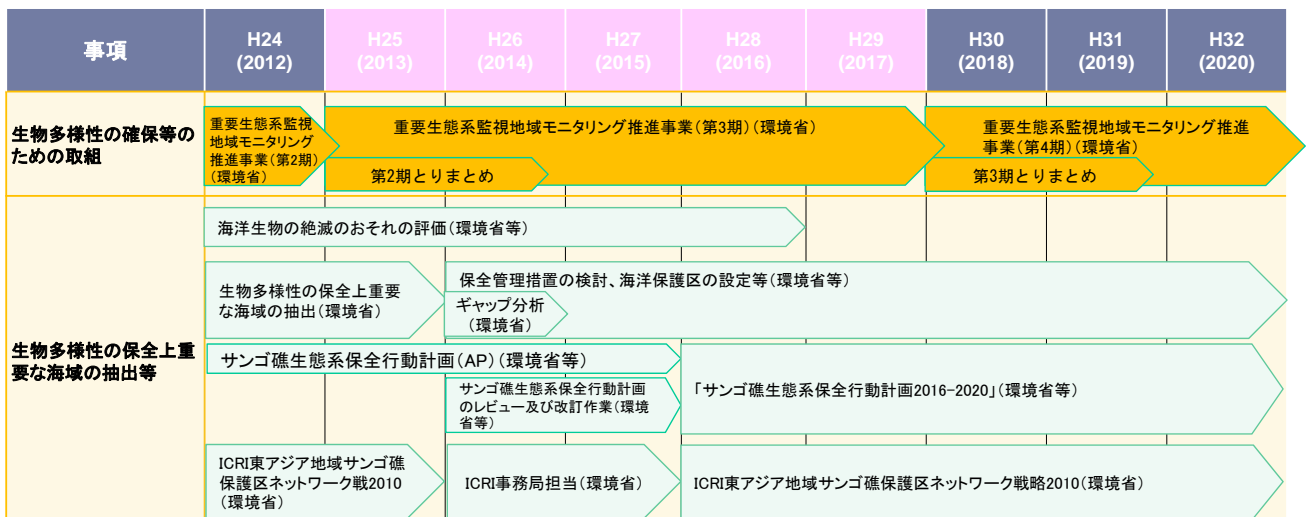 事項
H24
(2012)
H25
(2013)
H26
(2014)
H27
(2015)
H28
(2016)
H29
(2017)
H30
(2018)
H31
(2019)
H32
(2020)
生物多様性の確保等の
ための取組
重要生態系監視
地域モニタリング
推進事業(第2期)
(環境省)
重要生態系監視地域モニタリング推進事業(第3期)(環境省)
第2期とりまとめ
重要生態系監視地域モニタリング推進
事業(第4期)(環境省)
第3期とりまとめ
生物多様性の保全上重
要な海域の抽出等
海洋生物の絶滅のおそれの評価(環境省等)
生物多様性の保全上重要
な海域の抽出(環境省)
保全管理措置の検討、海洋保護区の設定等(環境省等)
ギャップ分析
(環境省)
サンゴ礁生態系保全行動計画(AP)(環境省等)
サンゴ礁生態系保全行動計画
のレビュー及び改訂作業(環境
省等)
「サンゴ礁生態系保全行動計画2016-2020」(環境省等)
ICRI東アジア地域サンゴ礁
保護区ネットワーク戦2010
(環境省)
ICRI事務局担当(環境省)
ICRI東アジア地域サンゴ礁保護区ネットワーク戦略2010(環境省)